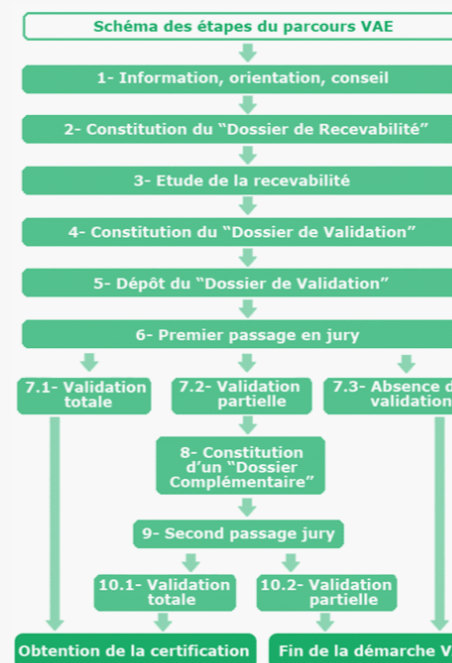 Schéma des étapes du parcours VAE
1- Information, orientation, conseil
2- Constitution du “Dossier de Recevabilité”
3- Etude de la recevabilité
4- Constitution du “Dossier de Validation”
5- Dépôt du “Dossier de Validation”
6- Premier passage en jury
7.1- Validation
totale
7.2- Validation
partielle
7.3- Absence
validation
8- Constitution
d’un “Dossier
Complémentaire”
9- Second passage jury
10.1- Validation
totale
10.2- Validation
partielle
Obtention de la certification
Fin de la démarche